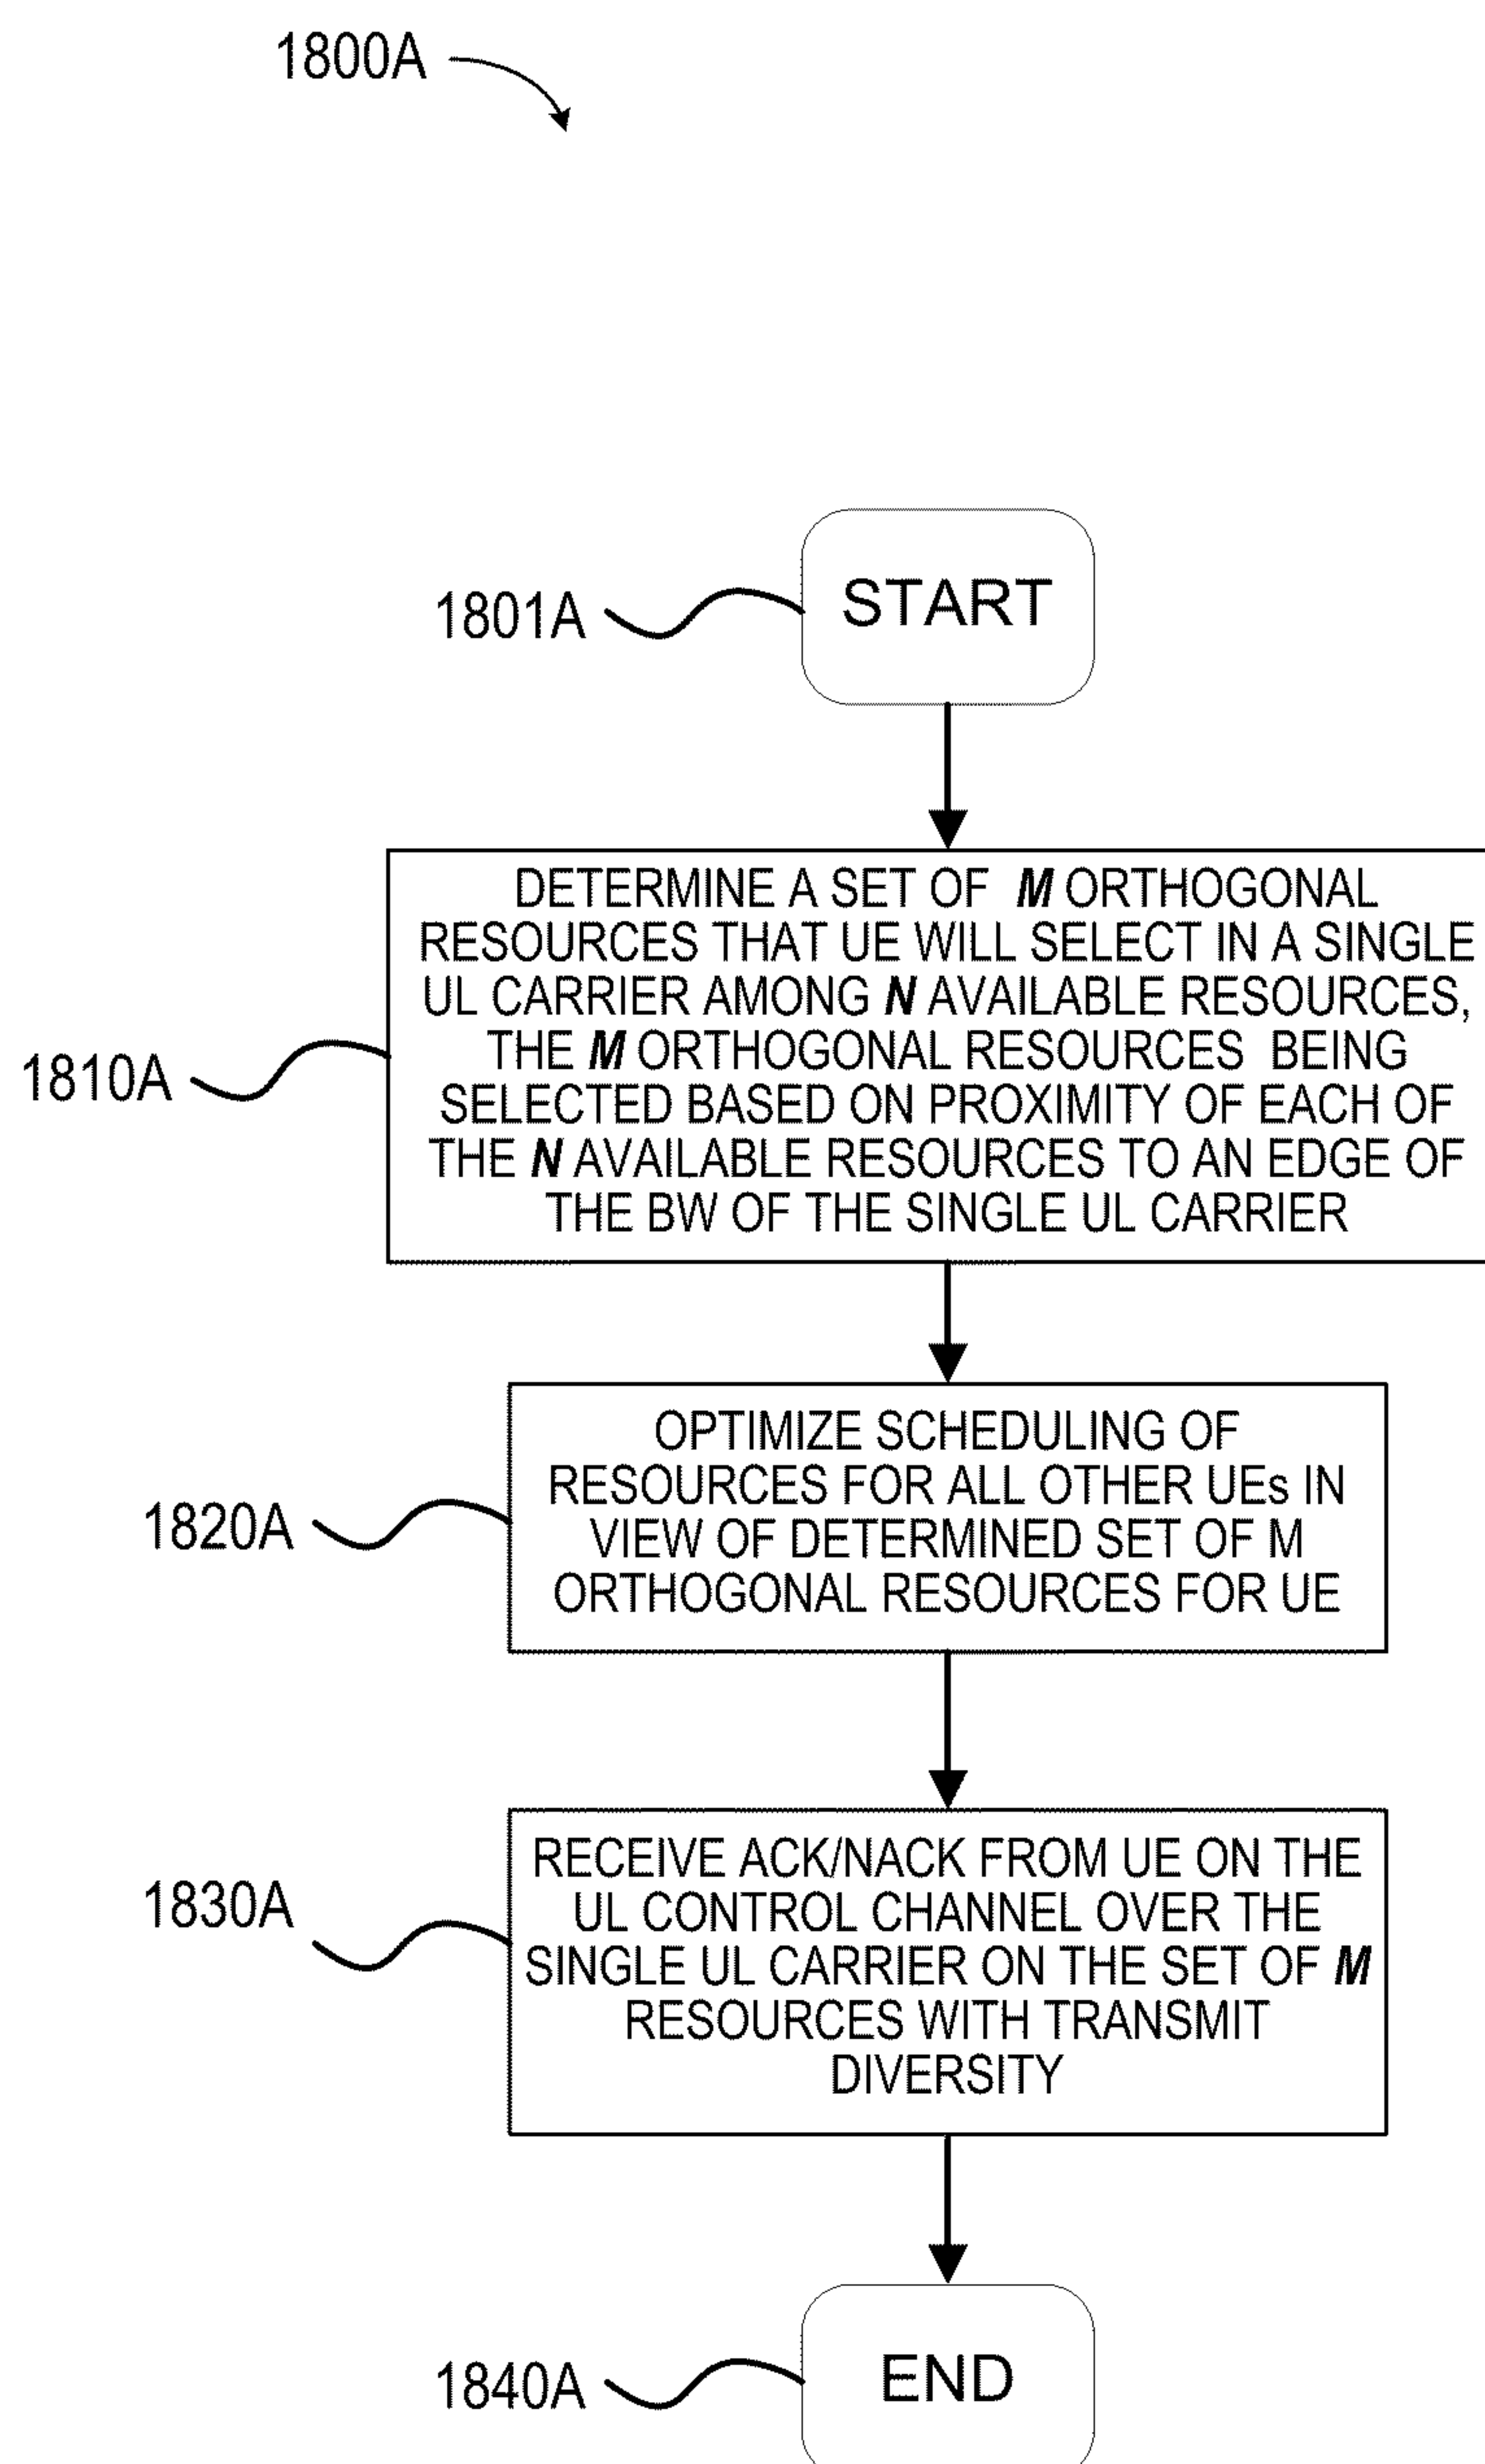 1800A
1801A
START
1810A
DETERMINE A SET OF M ORTHOGONAL
RESOURCES THAT UE WILL SELECT IN A SINGLE
UL CARRIER AMONG N AVAILABLE RESOURCES,
THE M ORTHOGONAL RESOURCES BEING
SELECTED BASED ON PROXIMITY OF EACH OF
THE N AVAILABLE RESOURCES TO AN EDGE OF
THE BW OF THE SINGLE UL CARRIER
1820A
OPTIMIZE SCHEDULING OF
RESOURCES FOR ALL OTHER UEs IN
VIEW OF DETERMINED SET OF M
ORTHOGONAL RESOURCES FOR UE
1830A
RECEIVE ACK/NACK FROM UE ON THE
UL CONTROL CHANNEL OVER THE
SINGLE UL CARRIER ON THE SET OF M
RESOURCES WITH TRANSMIT
DIVERSITY
1840A
END